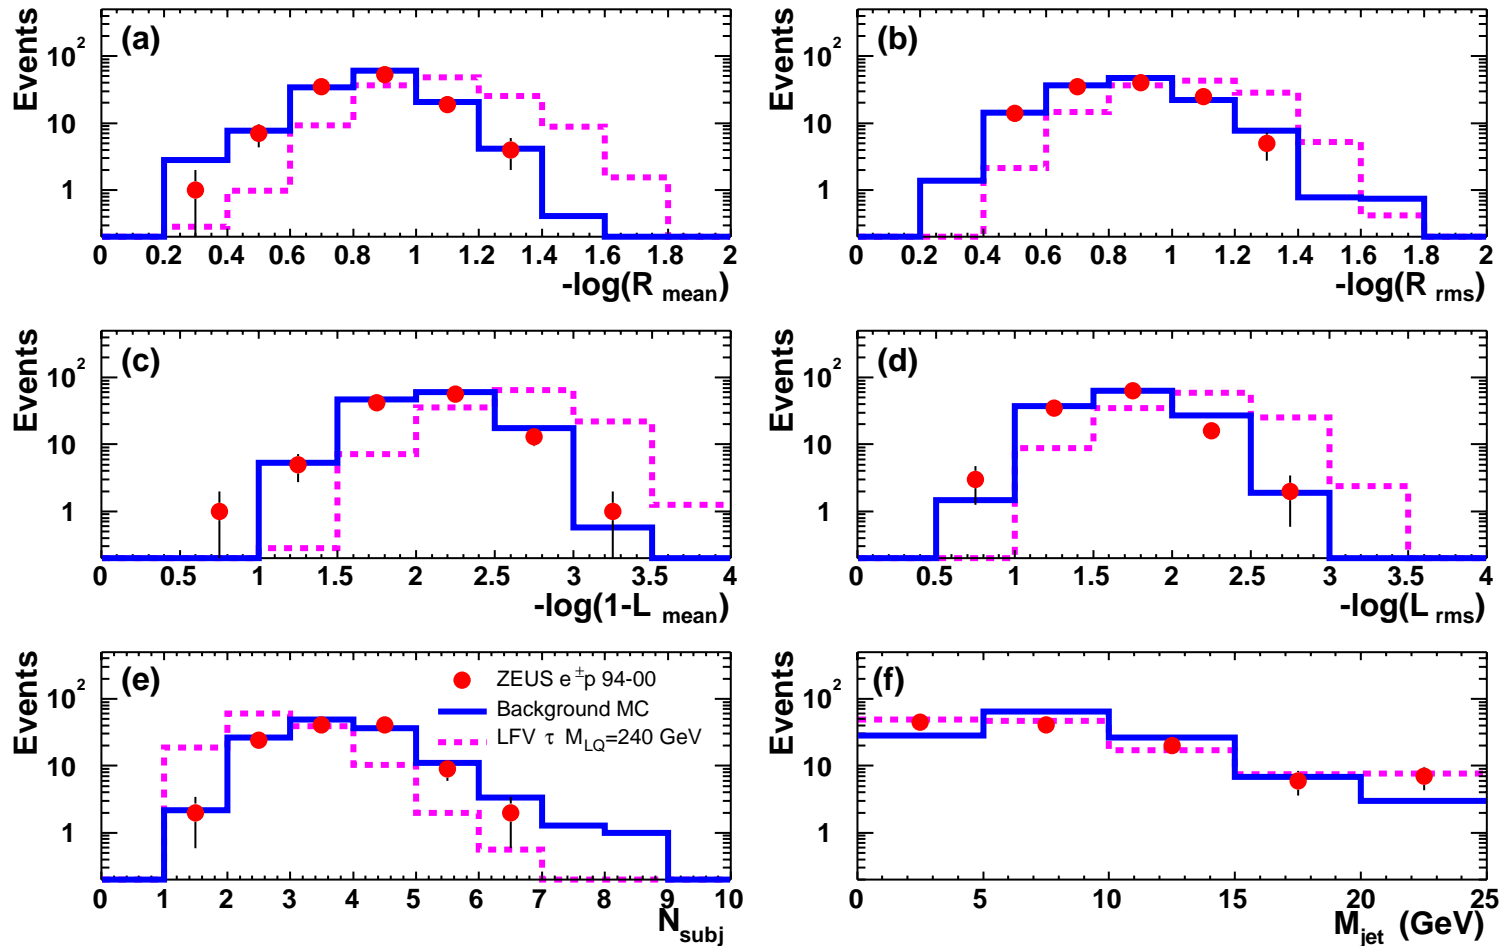 (a)
Events
10²
10
1
0 0.2 0.4 0.6 0.8 1 1.2 1.4 1.6 1.8 2
-log(R mean)
(b)
Events
10²
10
1
0 0.2 0.4 0.6 0.8 1 1.2 1.4 1.6 1.8 2
-log(R rms)
(c)
Events
10²
10
1
0 0.5 1 1.5 2 2.5 3 3.5 4
-log(1-L mean)
(d)
Events
10²
10
1
0 0.5 1 1.5 2 2.5 3 3.5 4
-log(L rms)
(e)
Events
10²
10
1
ZEUS e±p 94-00
Background MC
LFV τ M_LQ=240 GeV
0 1 2 3 4 5 6 7 8 9 10
N_subj
(f)
Events
10²
10
1
0 5 10 15 20 25
M_jet (GeV)